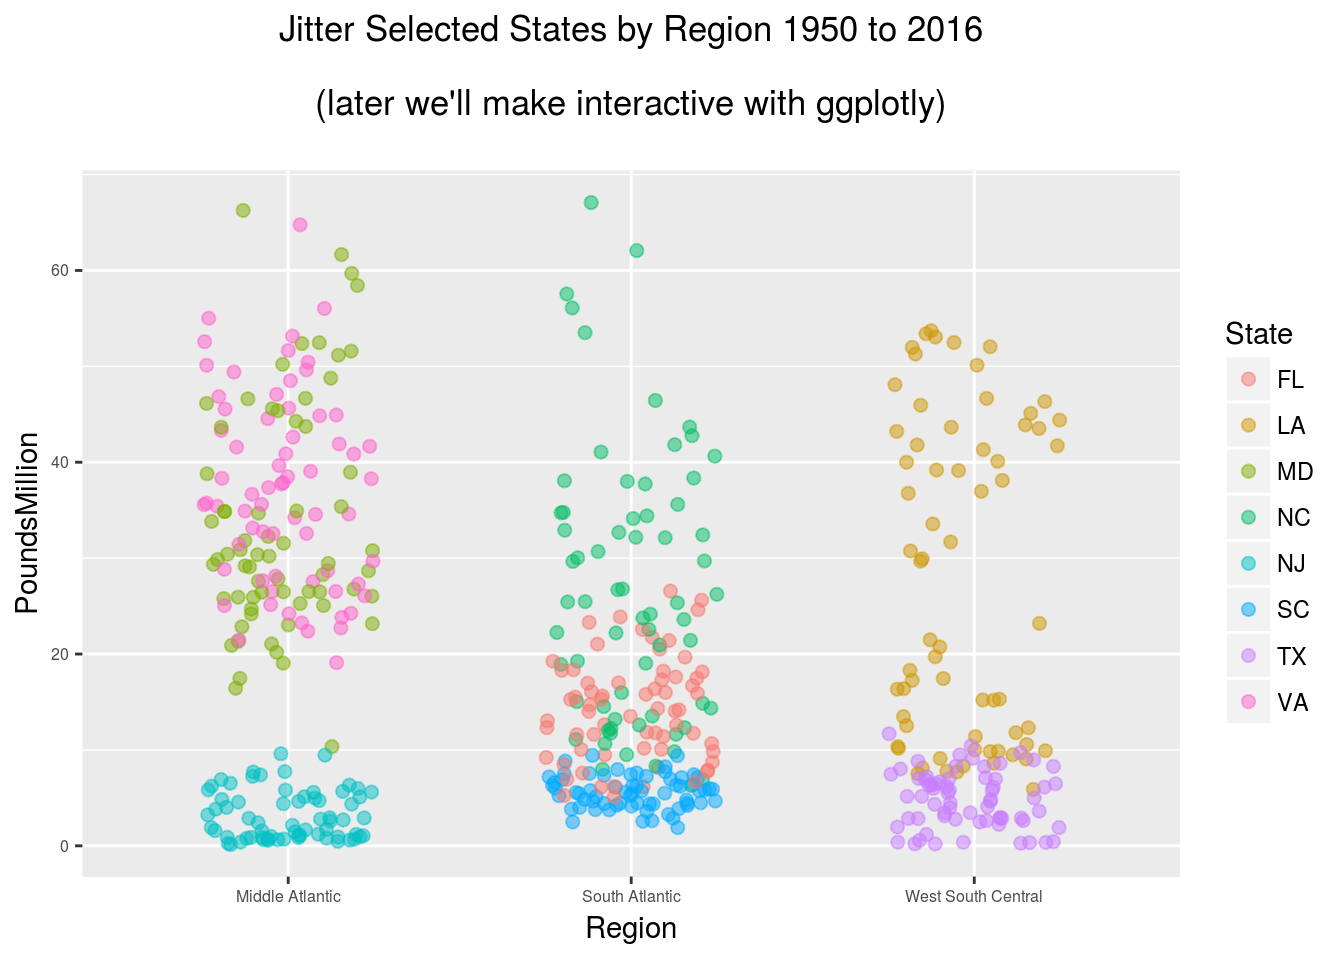 Jitter Selected States by Region 1950 to 2016
(later we'll make interactive with ggplotly)
PoundsMillion
60
40
20
0
Middle Atlantic
South Atlantic
West South Central
Region
State
FL
LA
MD
NC
NJ
SC
TX
VA